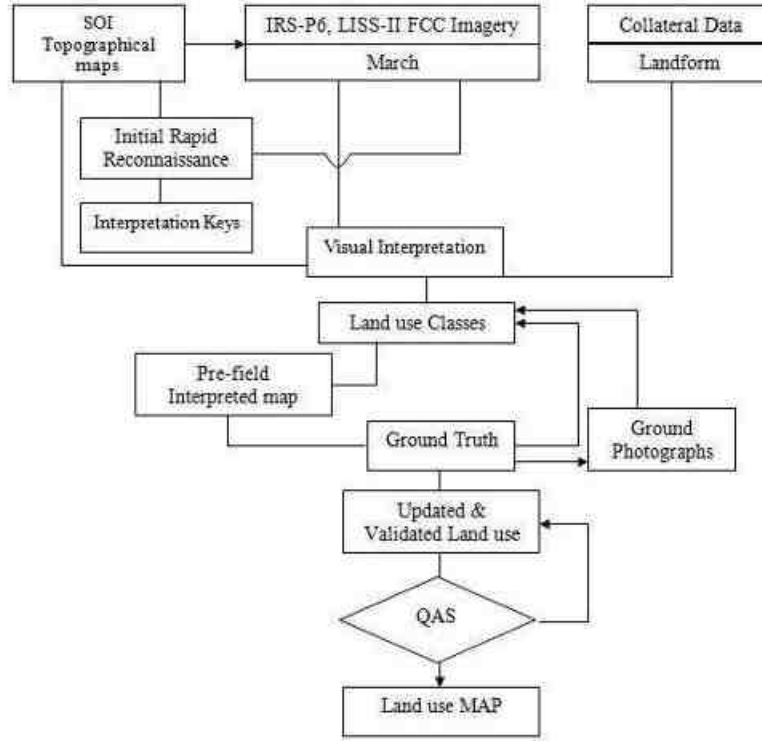 SOI
Topographical
maps
IRS-P6, LISS-II FCC Imagery
March
Collateral Data
Landform
Initial Rapid
Reconnaissance
Interpretation Keys
Visual Interpretation
Land use Classes
Pre-field
Interpreted map
Ground Truth
Ground
Photographs
Updated &
Validated Land use
QAS
Land use MAP